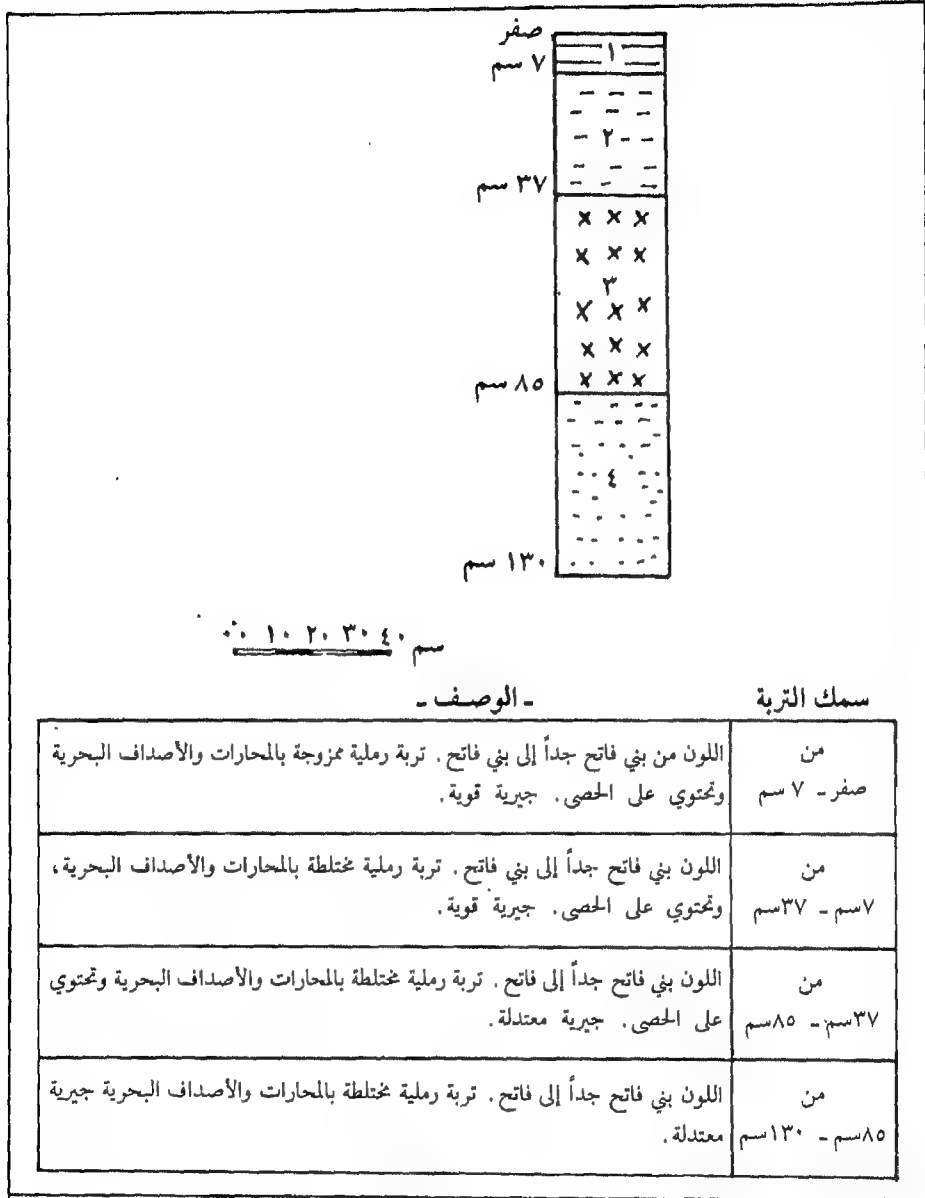 صفر
١
٧ سم
٢
٣٧ سم
٣
٨٥ سم
٤
١٣٠ سم
٠٠ ١٠ ٢٠ ٣٠ ٤٠ سم
سمك التربة
ـ الوصف ـ
من
صفر ـ ٧ سم
اللون من بني فاتح جداً إلى بني فاتح . تربة رملية ممزوجة بالمحارات والأصداف البحرية
وتحتوي على الحصى . جيرية قوية .
من
٧سم ـ ٣٧سم
اللون بني فاتح جداً إلى بني فاتح . تربة رملية مختلطة بالمحارات والأصداف البحرية ،
وتحتوي على الحصى . جيرية قوية .
من
٣٧سم ـ ٨٥سم
اللون بني فاتح جداً إلى فاتح . تربة رملية مختلطة بالمحارات والأصداف البحرية وتحتوي
على الحصى . جيرية معتدلة .
من
٨٥سم ـ ١٣٠سم
اللون بني فاتح جداً إلى فاتح . تربة رملية مختلطة بالمحارات والأصداف البحرية جيرية
معتدلة .